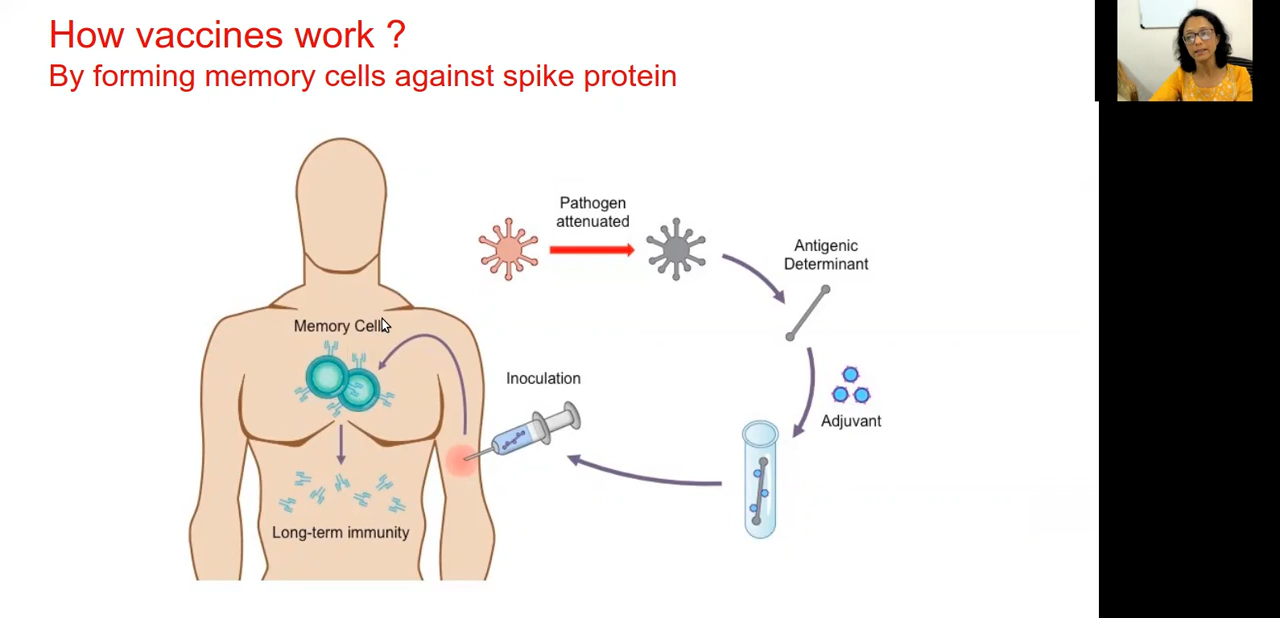 How vaccines work ?
By forming memory cells against spike protein
Pathogen
attenuated
Antigenic
Determinant
Memory Cells
Inoculation
Adjuvant
Long-term immunity